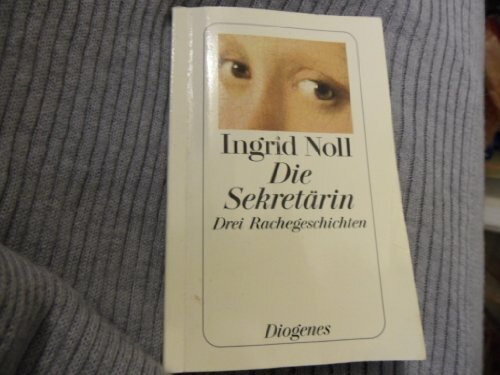 Ingrid Noll
Die
Sekretärin
Drei Rachegeschichten
Diogenes